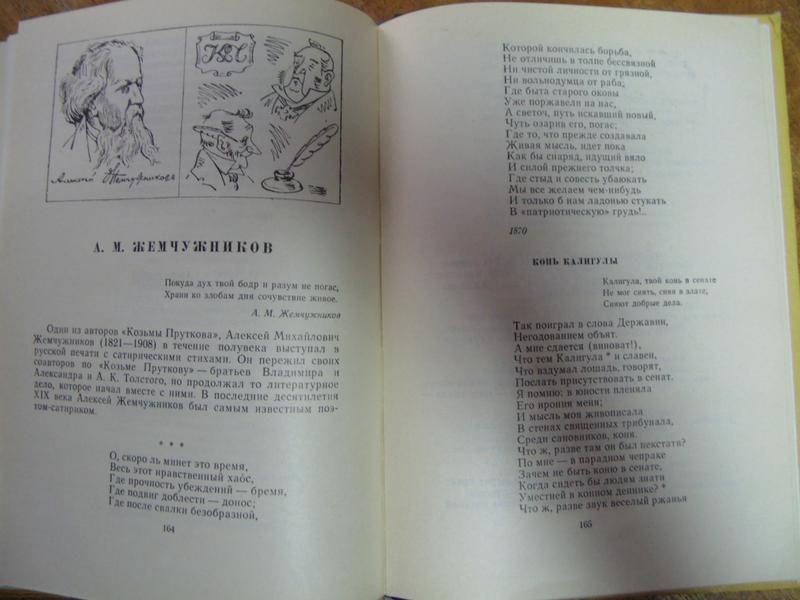 Алексей Жемчужников
А. М. ЖЕМЧУЖНИКОВ
Покуда дух твой бодр и разум не погас,
Храни ко злобам дня сочувствие живое.
А. М. Жемчужников
Один из авторов «Козьмы Пруткова», Алексей Михайлович
Жемчужников (1821—1908) в течение полувека выступал в
русской печати с сатирическими стихами. Он пережил своих
соавторов по «Козьме Пруткову» — братьев Владимира и
Александра и А. К. Толстого, но продолжал то литературное
дело, которое начал вместе с ними. В последние десятилетия
XIX века Алексей Жемчужников был самым известным поэ-
том-сатириком.
* * *
О, скоро ль минет это время,
Весь этот нравственный хаос,
Где прочность убеждений — бремя,
Где подвиг доблести — донос;
Где после свалки безобразной,
164
Которой кончилась борьба,
Не отличишь в толпе бессвязной
Ни чистой личности от грязной,
Ни вольнодумца от раба;
Где быта старого оковы
Уже поржавели на нас,
А светоч, путь искавший новый,
Чуть озарив его, погас;
Где то, что прежде создавала
Живая мысль, идет пока
Как бы снаряд, идущий вяло
И силой прежнего толчка;
Где стыд и совесть убаюкать
Мы все желаем чем-нибудь
И только б нам ладонью стукать
В «патриотическую» грудь!..
1870
КОНЬ КАЛИГУЛЫ
Калигула, твой конь в сенате
Не мог сиять, сияя в злате,
Сияют добрые дела.
Так поиграл в слова Державин,
Негодованием объят.
А мне сдается (виноват!),
Что тем Калигула * и славен,
Что вздумал лошадь, говорят,
Послать присутствовать в сенат.
Я помню: в юности пленяла
Его ирония меня;
И мысль моя живописала
В стенах священных трибунала,
Среди сановников, коня.
Что ж, разве там он был некстати?
По мне — в парадном чепраке
Зачем не быть коню в сенате,
Когда сидеть бы людям знати
Уместней в конном деннике? *
Что ж, разве звук веселый ржанья
165